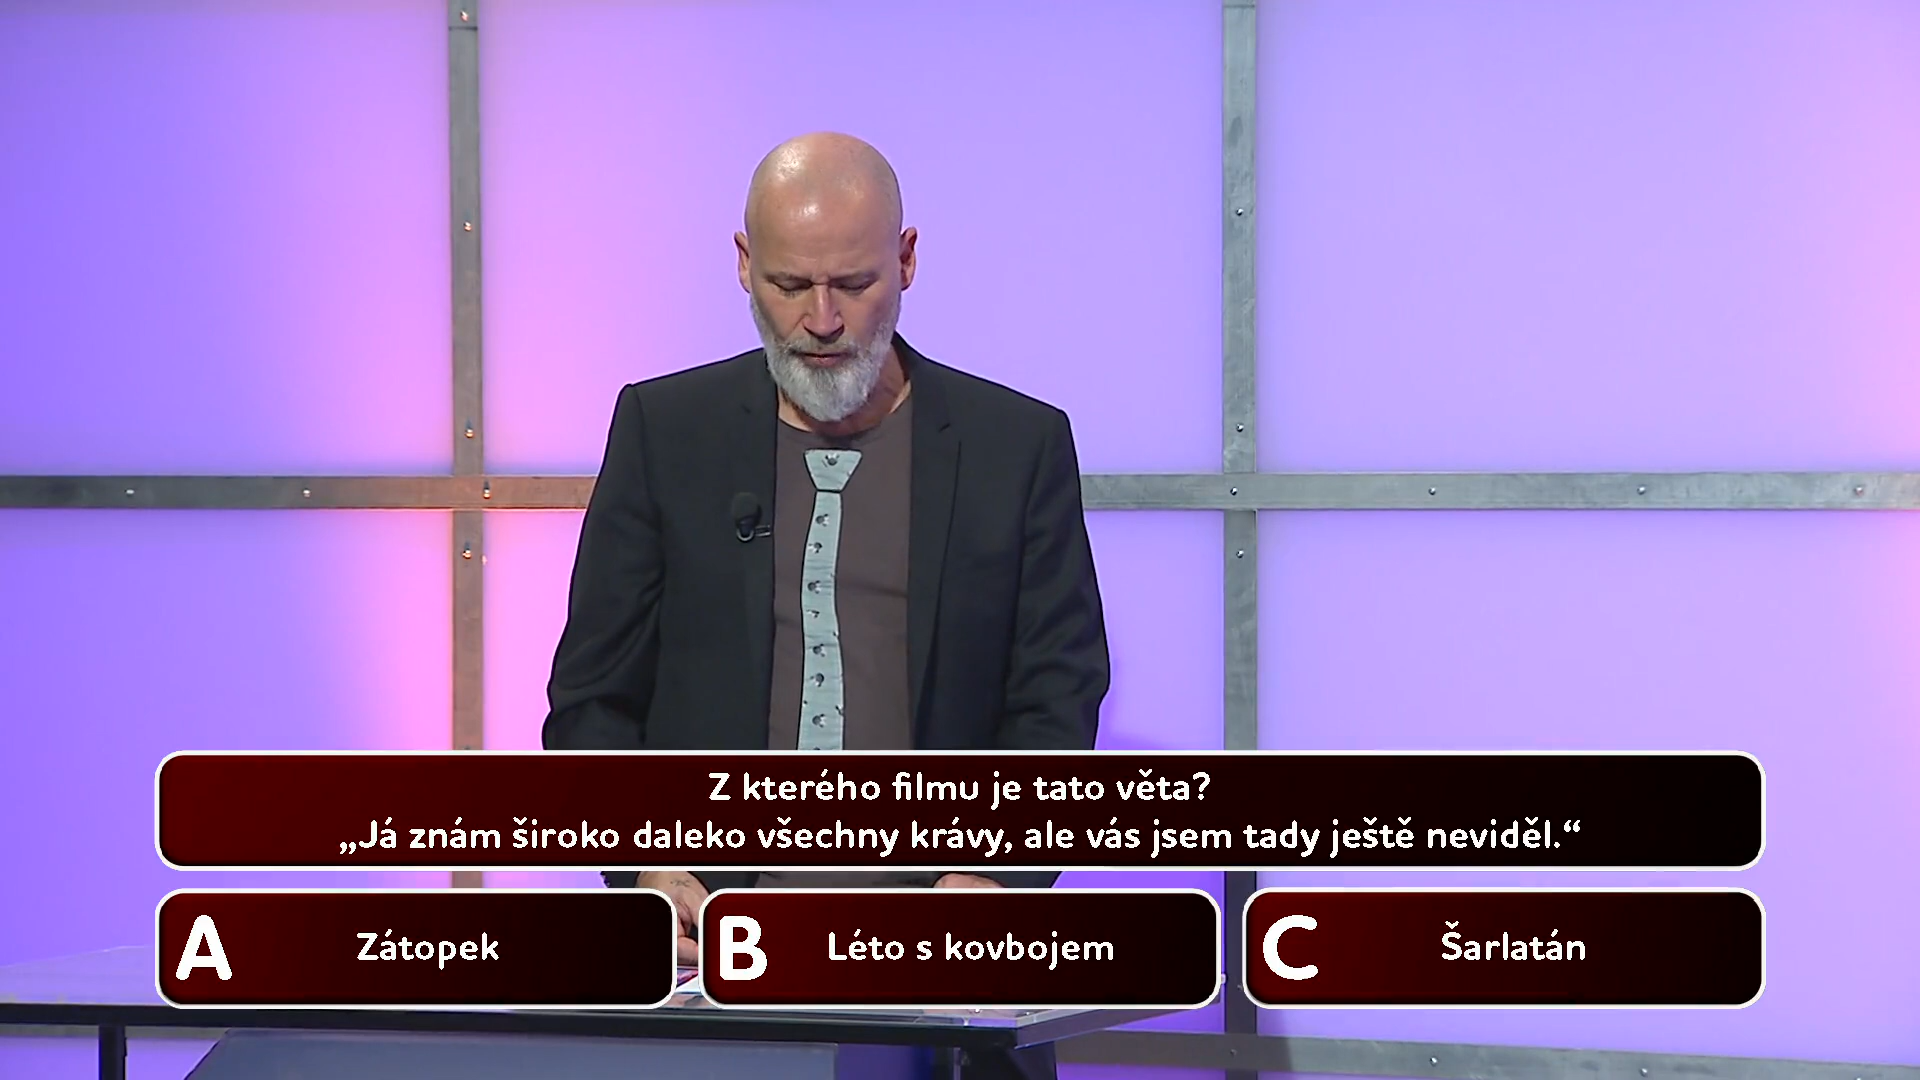 Z kterého filmu je tato věta?
„Já znám široko daleko všechny krávy, ale vás jsem tady ještě neviděl.“
A Zátopek
B Léto s kovbojem
C Šarlatán